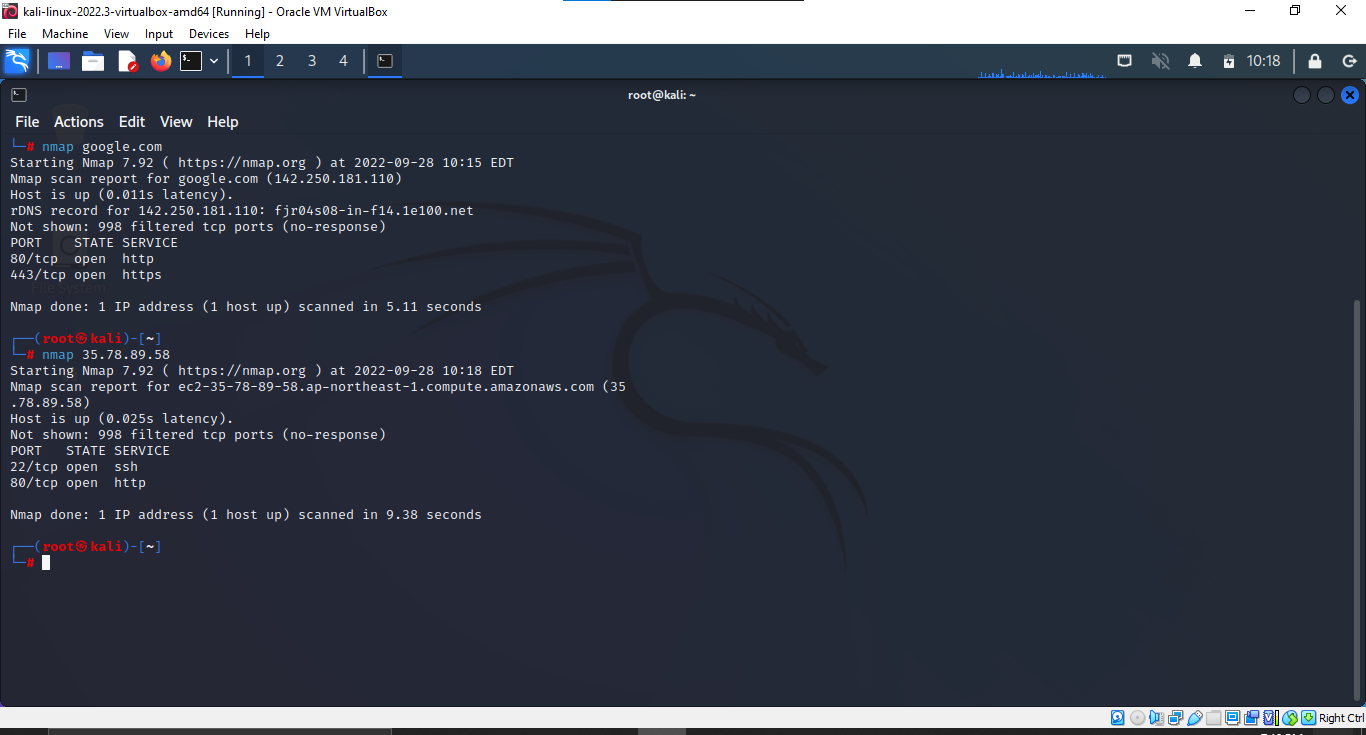 kali-linux-2022.3-virtualbox-amd64 [Running] - Oracle VM VirtualBox
File Machine View Input Devices Help
1 2 3 4 10:18
root@kali: ~
File Actions Edit View Help
└─# nmap google.com
Starting Nmap 7.92 ( https://nmap.org ) at 2022-09-28 10:15 EDT
Nmap scan report for google.com (142.250.181.110)
Host is up (0.011s latency).
rDNS record for 142.250.181.110: fjr04s08-in-f14.1e100.net
Not shown: 998 filtered tcp ports (no-response)
PORT    STATE SERVICE
80/tcp  open  http
443/tcp open  https
File System
Nmap done: 1 IP address (1 host up) scanned in 5.11 seconds
┌──(root㉿kali)-[~]
└─# nmap 35.78.89.58
Starting Nmap 7.92 ( https://nmap.org ) at 2022-09-28 10:18 EDT
Nmap scan report for ec2-35-78-89-58.ap-northeast-1.compute.amazonaws.com (35
.78.89.58)
Host is up (0.025s latency).
Not shown: 998 filtered tcp ports (no-response)
PORT   STATE SERVICE
22/tcp open  ssh
80/tcp open  http
Nmap done: 1 IP address (1 host up) scanned in 9.38 seconds
┌──(root㉿kali)-[~]
└─#
Right Ctrl